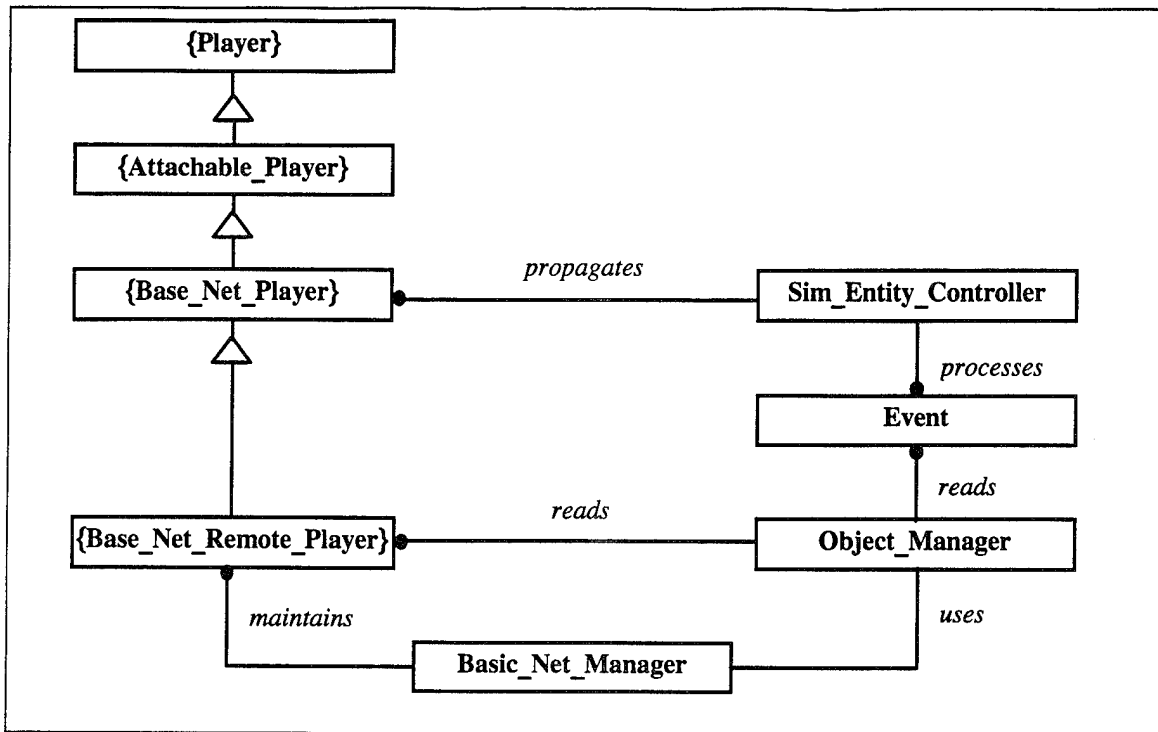 {Player}
{Attachable_Player}
propagates
{Base_Net_Player}
Sim_Entity_Controller
processes
Event
reads
reads
{Base_Net_Remote_Player}
Object_Manager
maintains
uses
Basic_Net_Manager